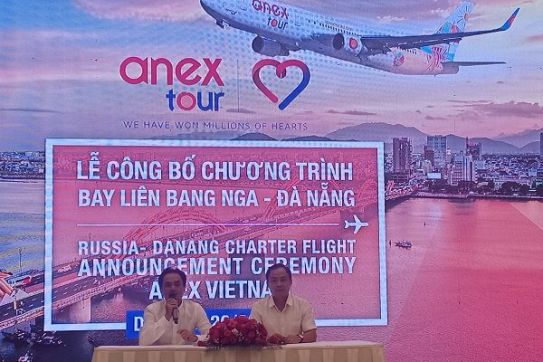 anex
tour
anex
tour
WE HAVE WON MILLIONS OF HEARTS
LỄ CÔNG BỐ CHƯƠNG TRÌNH
BAY LIÊN BANG NGA - ĐÀ NẴNG
RUSSIA- DANANG CHARTER FLIGHT
ANNOUNCEMENT CEREMONY